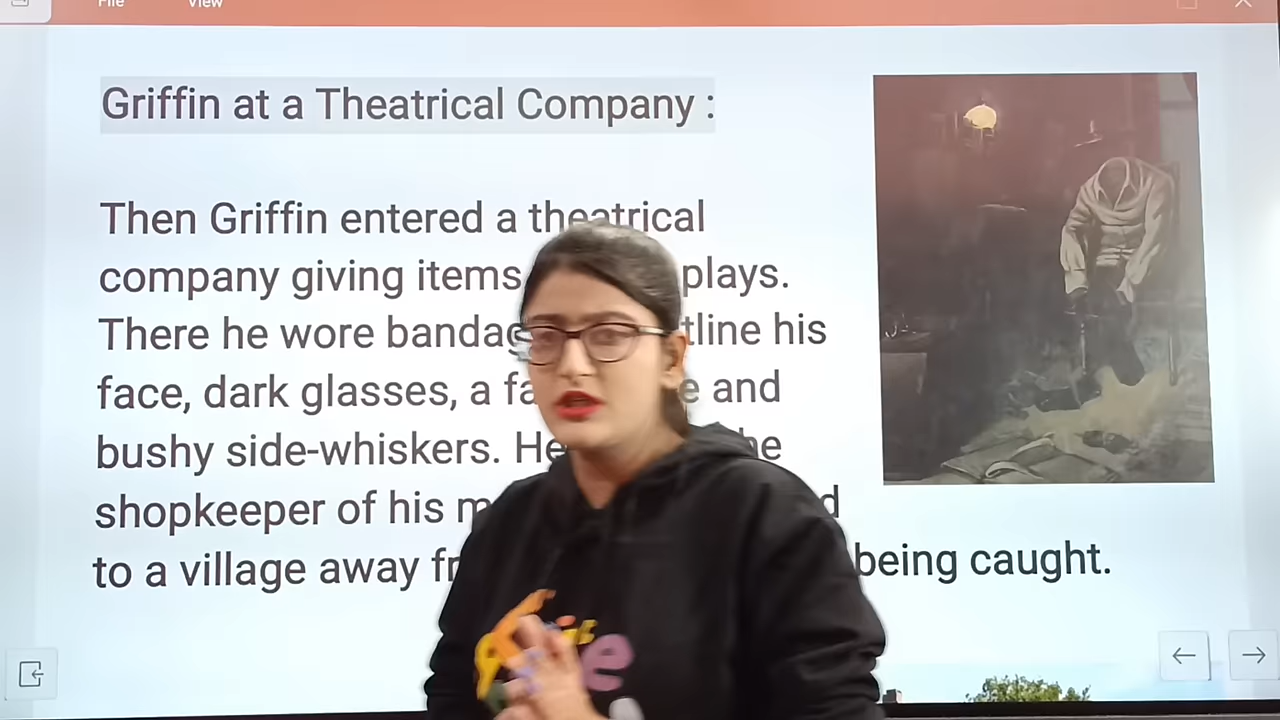 File View
Griffin at a Theatrical Company :
Then Griffin entered a theatrical
company giving items plays.
There he wore his
face, dark glasses, a and
bushy side-whiskers. He
shopkeeper of his
to a village away being caught.